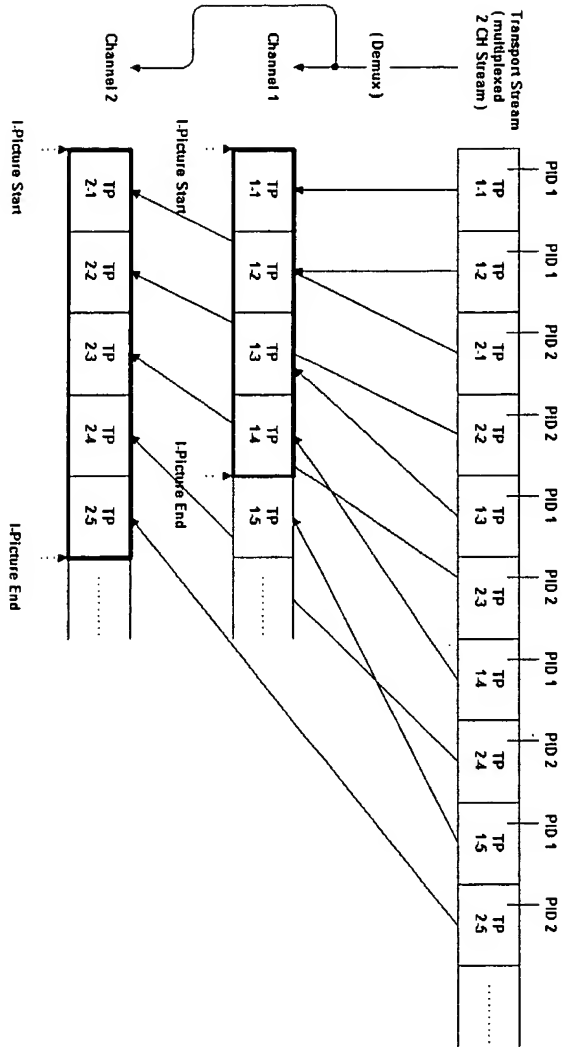 Transport Stream
( multiplexed
2 CH Stream )
PID 1
PID 1
PID 2
PID 2
PID 1
PID 2
PID 1
PID 2
PID 1
PID 2
TP
1-1
TP
1-2
TP
2-1
TP
2-2
TP
1-3
TP
2-3
TP
1-4
TP
2-4
TP
1-5
TP
2-5
........
( Demux )
Channel 1
I-Picture Start
TP
1-1
TP
1-2
TP
1-3
TP
1-4
TP
1-5
........
I-Picture End
Channel 2
I-Picture Start
TP
2-1
TP
2-2
TP
2-3
TP
2-4
TP
2-5
........
I-Picture End